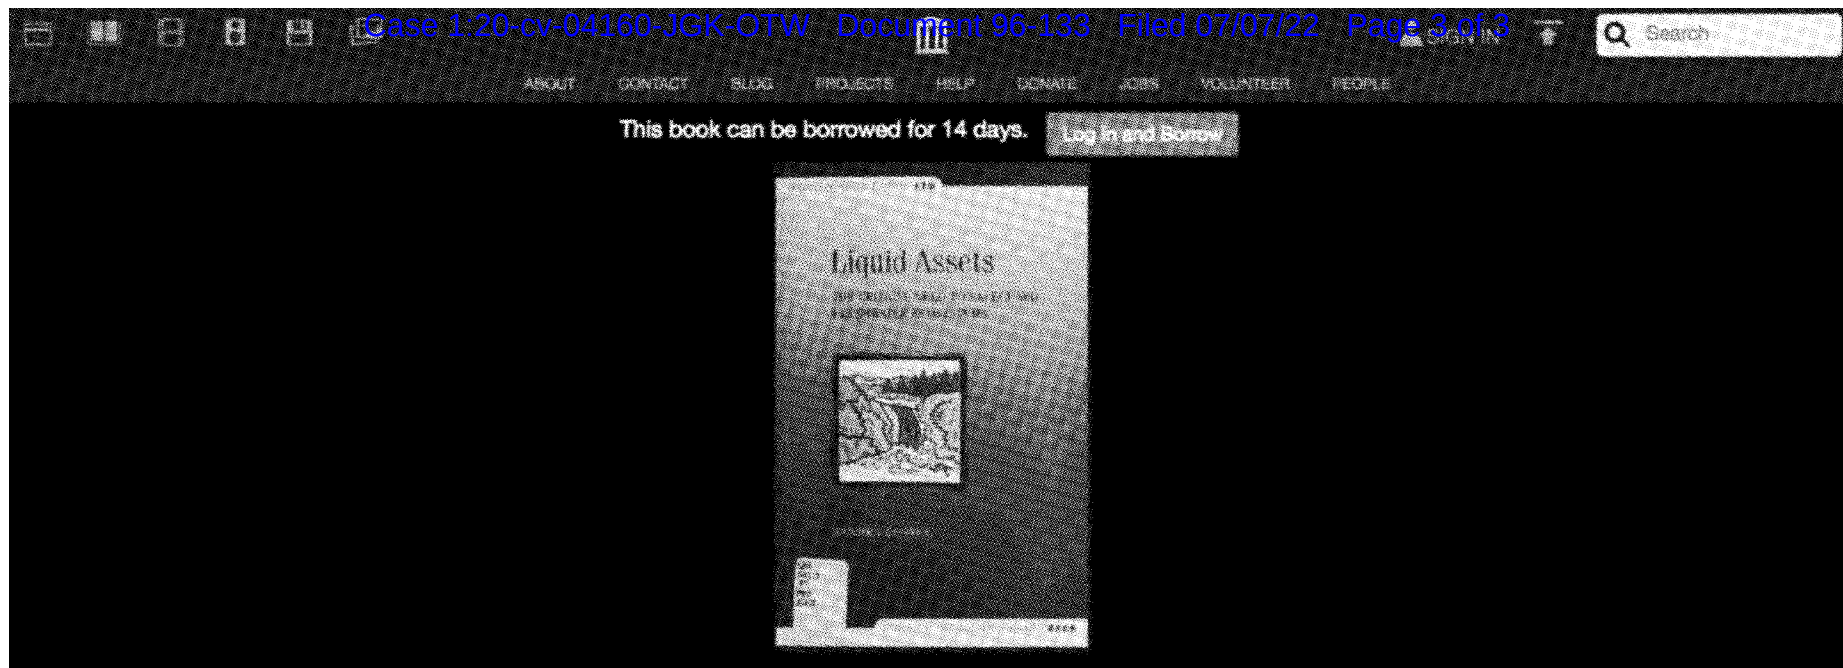 Case 1:20-cv-04160-JGK-OTW Document 96-133 Filed 07/07/22 Page 3 of 3
SIGN IN
Search
ABOUT CONTACT BLOG PROJECTS HELP DONATE JOBS VOLUNTEER PEOPLE
This book can be borrowed for 14 days. Log In and Borrow
Liquid Assets